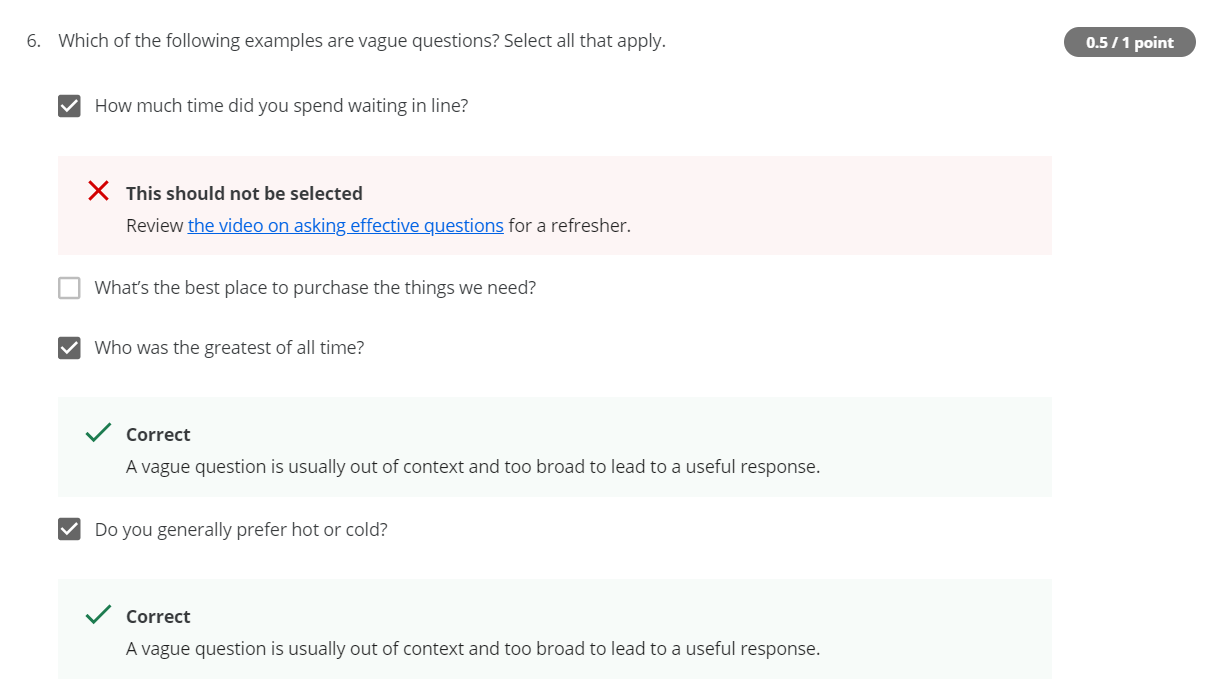 6. Which of the following examples are vague questions? Select all that apply.
0.5 / 1 point
How much time did you spend waiting in line?
This should not be selected
Review the video on asking effective questions for a refresher.
What’s the best place to purchase the things we need?
Who was the greatest of all time?
Correct
A vague question is usually out of context and too broad to lead to a useful response.
Do you generally prefer hot or cold?
Correct
A vague question is usually out of context and too broad to lead to a useful response.